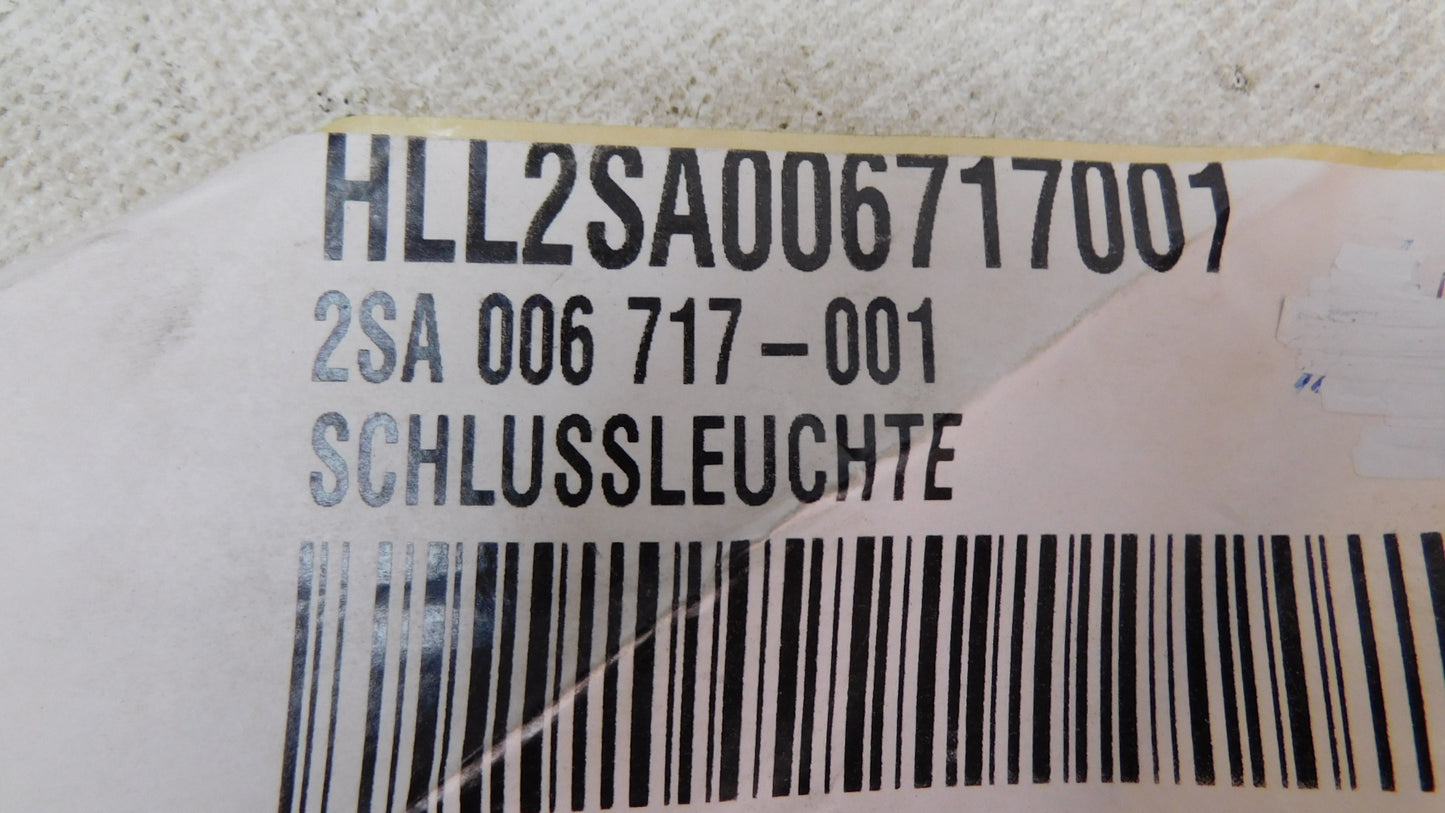 HLL2SA006717001
2SA 006 717-001
SCHLUSSLEUCHTE